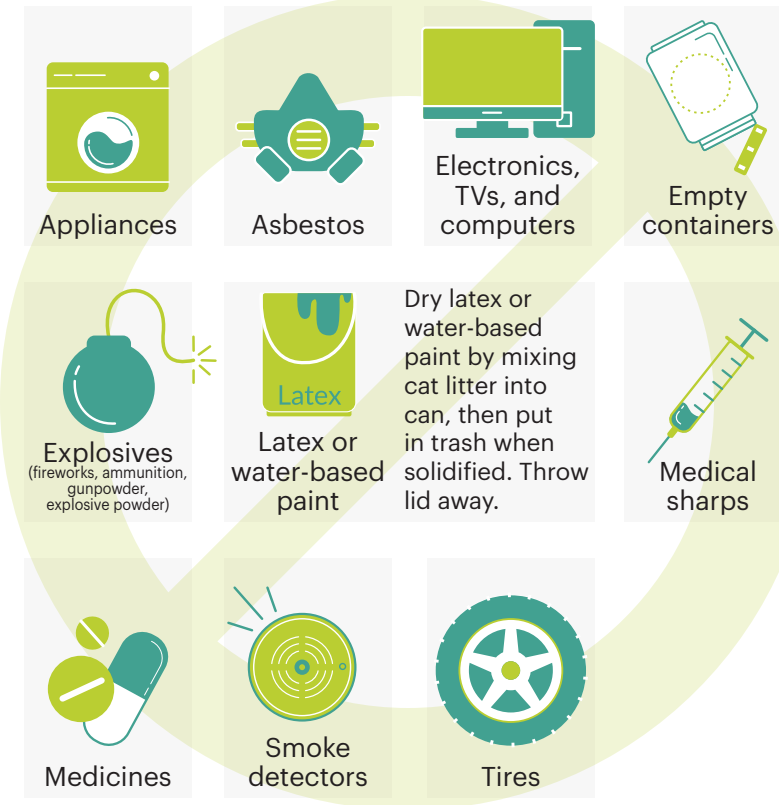 Appliances
Asbestos
Electronics,
TVs, and
computers
Empty
containers
Explosives
(fireworks, ammunition,
gunpowder,
explosive powder)
Latex
Latex or
water-based
paint
Dry latex or
water-based
paint by mixing
cat litter into
can, then put
in trash when
solidified. Throw
lid away.
Medical
sharps
Medicines
Smoke
detectors
Tires